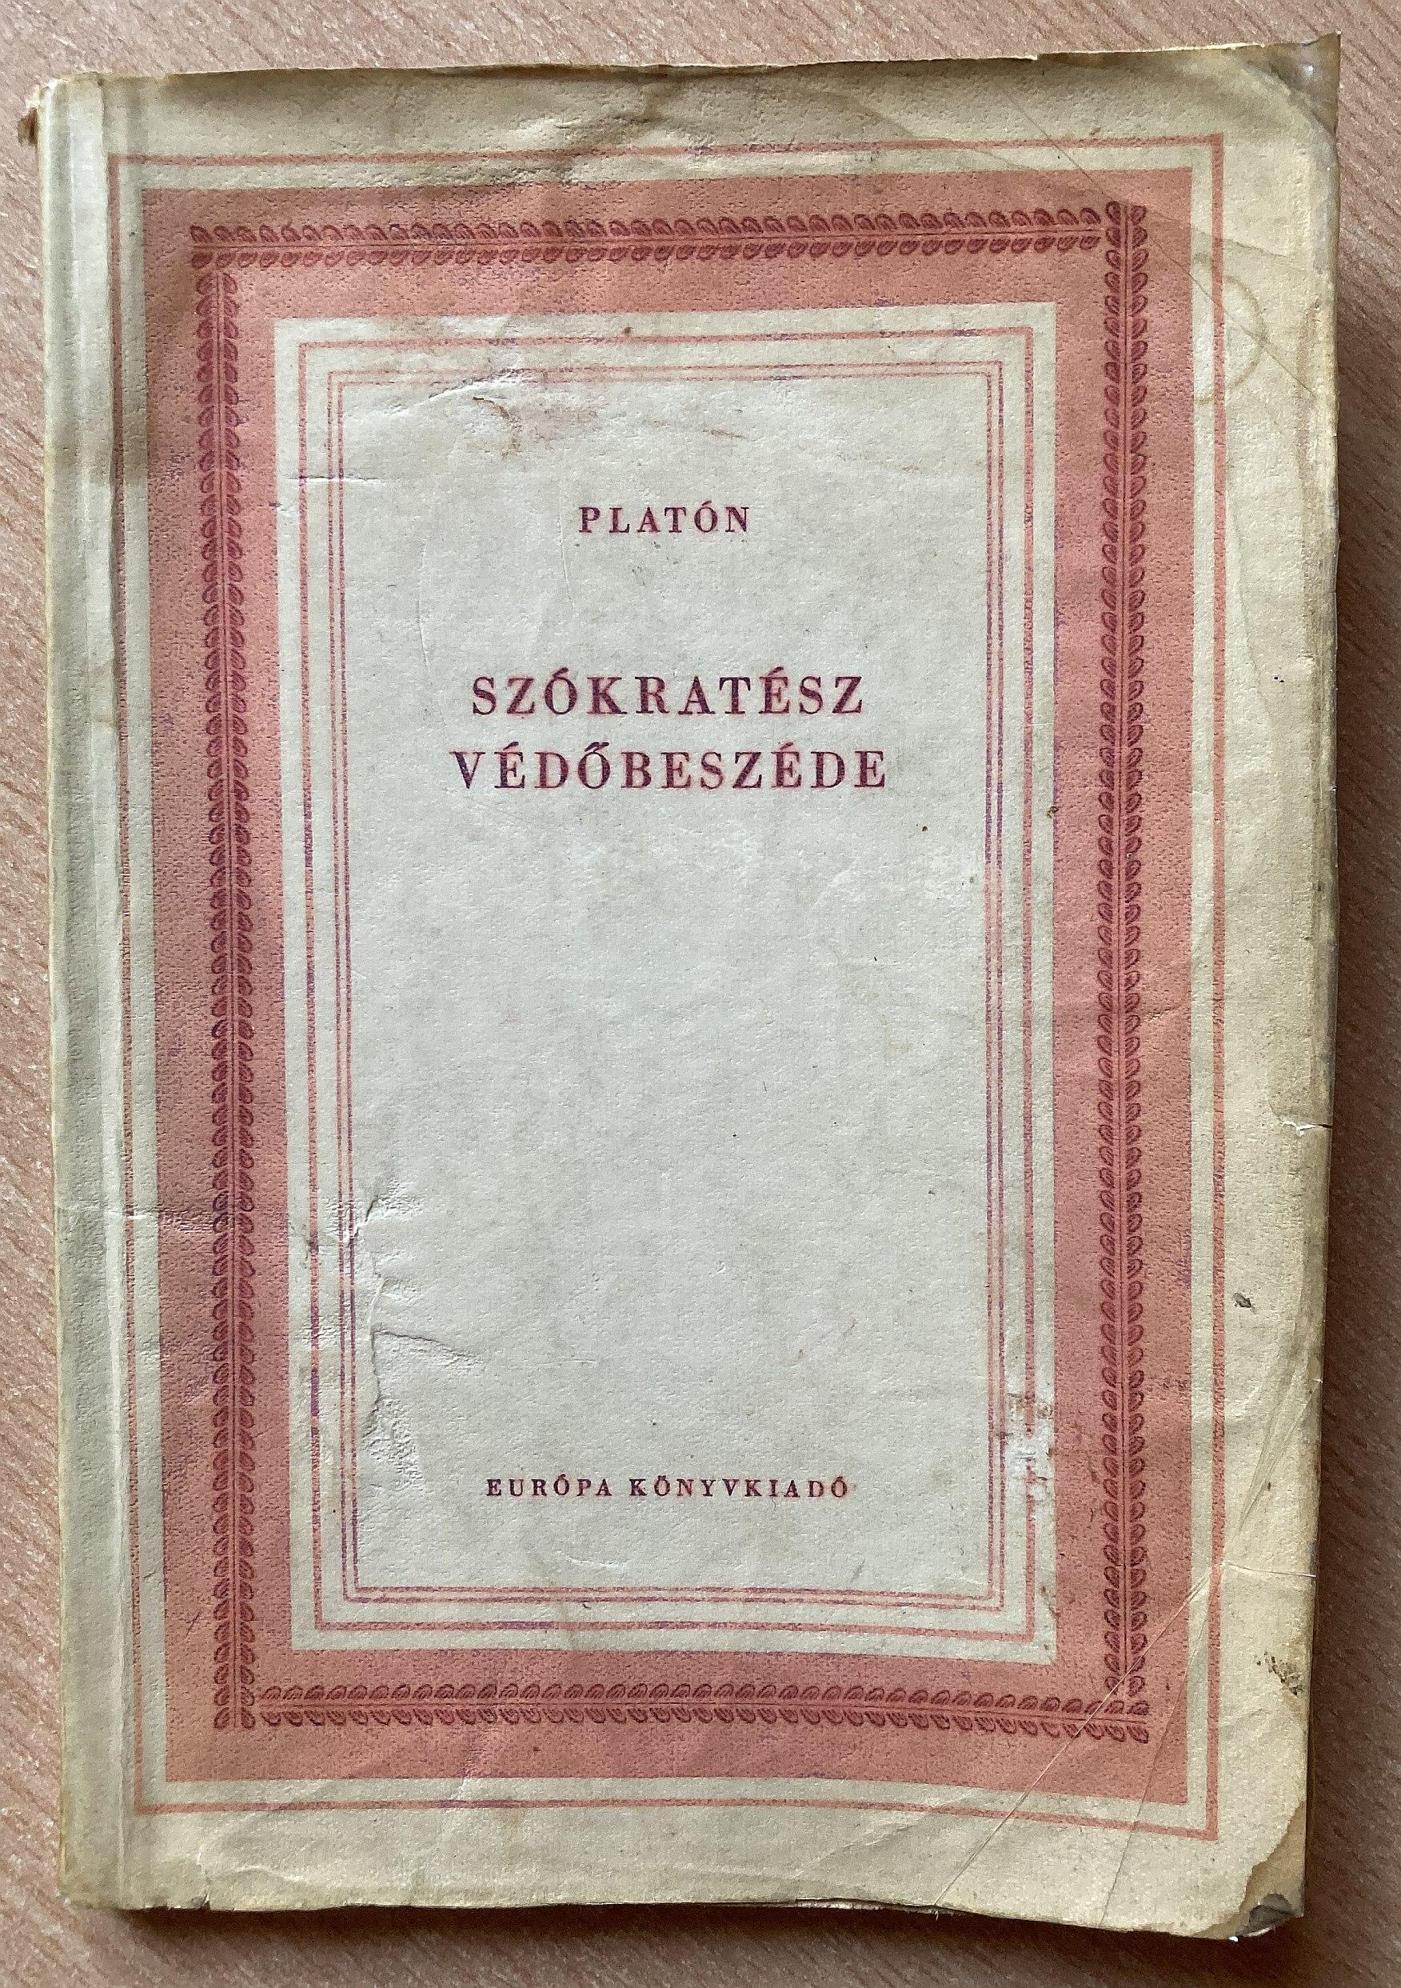 PLATÓN
SZÓKRATÉSZ
VÉDŐBESZÉDE
EURÓPA KÖNYVKIADÓ